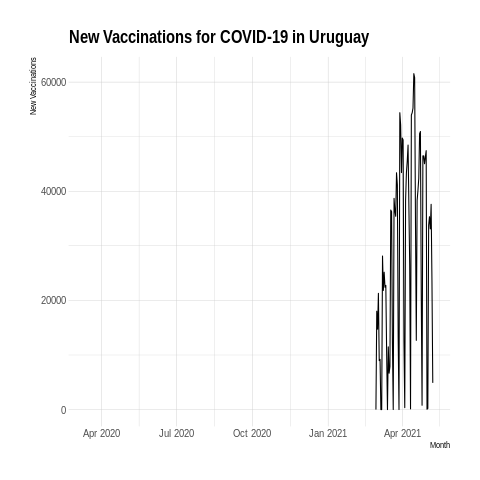 New Vaccinations for COVID-19 in Uruguay
New Vaccinations
60000
40000
20000
0
Apr 2020 Jul 2020 Oct 2020 Jan 2021 Apr 2021
Month